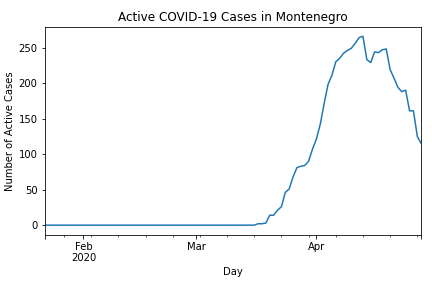 Active COVID-19 Cases in Montenegro
Number of Active Cases
250
200
150
100
50
0
Feb
2020
Mar
Apr
Day